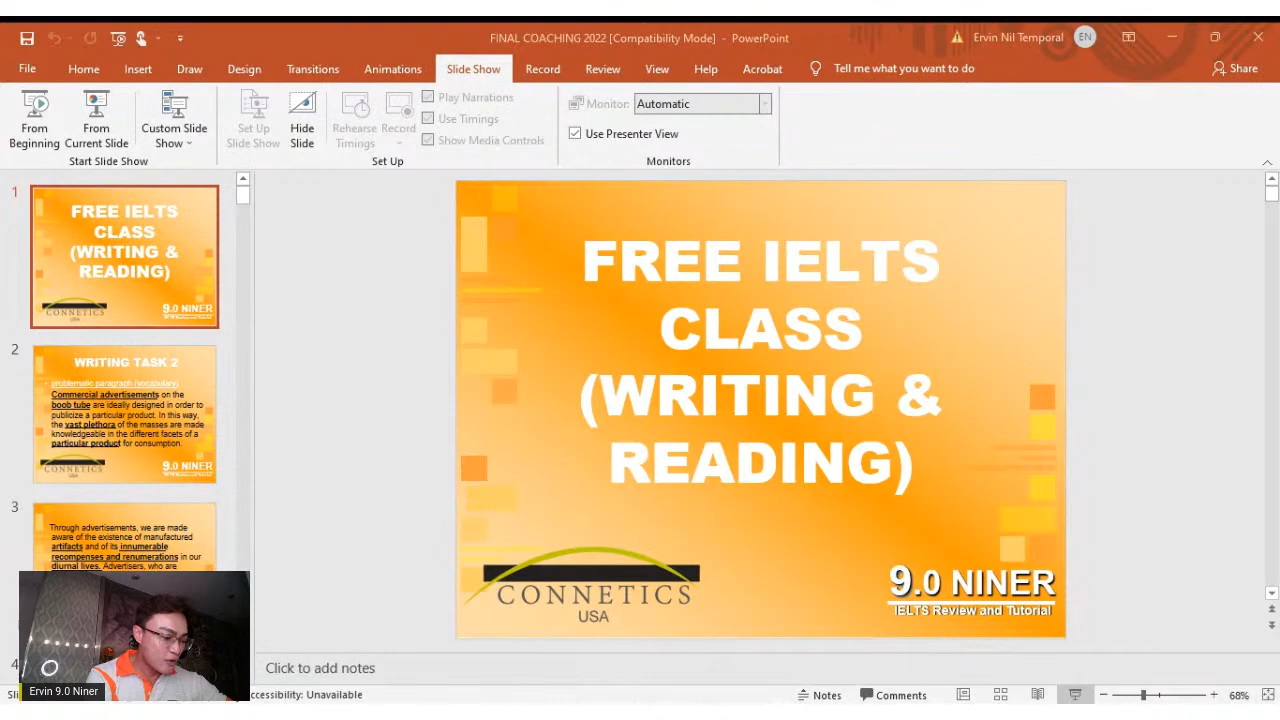 FINAL COACHING 2022 [Compatibility Mode] - PowerPoint
Ervin Nil Temporal
EN
File
Home
Insert
Draw
Design
Transitions
Animations
Slide Show
Record
Review
View
Help
Acrobat
Tell me what you want to do
Share
From
Beginning
From
Current Slide
Custom Slide
Show
Start Slide Show
Set Up
Slide Show
Hide
Slide
Rehearse
Timings
Record
Play Narrations
Use Timings
Show Media Controls
Set Up
Monitor:
Automatic
Use Presenter View
Monitors
1
FREE IELTS
CLASS
(WRITING &
READING)
CONNETICS
USA
9.0 NINER
2
WRITING TASK 2
problematic paragraph (vocabulary)
Commercial advertisements on the
boob tube are ideally designed in order to
publicize a particular product. In this way,
the vast plethora of the masses are made
knowledgeable in the different facets of a
particular product for consumption.
CONNETICS
USA
9.0 NINER
3
Through advertisements, we are made
aware of the existence of manufactured
artifacts and of its innumerable
recompenses and renumerations in our
diurnal lives. Advertisers, who are
4
Ervin 9.0 Niner
FREE IELTS
CLASS
(WRITING &
READING)
CONNETICS
USA
9.0 NINER
IELTS Review and Tutorial
Click to add notes
Sli
ccessibility: Unavailable
Notes
Comments
68%